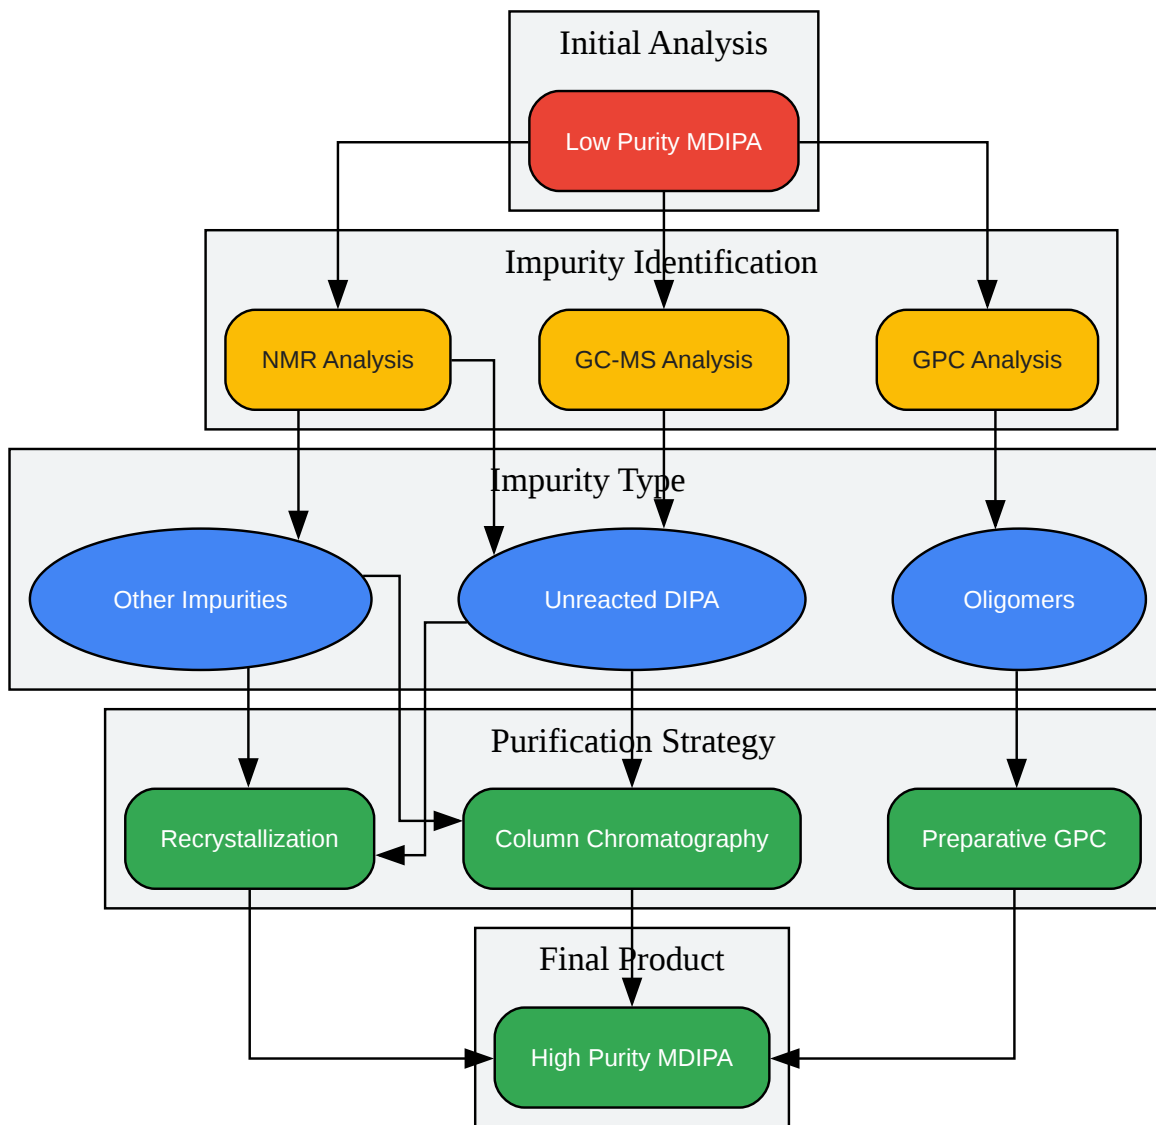 Initial Analysis
Low Purity MDIPA
Impurity Identification
NMR Analysis
GC-MS Analysis
GPC Analysis
Impurity Type
Other Impurities
Unreacted DIPA
Oligomers
Purification Strategy
Recrystallization
Column Chromatography
Preparative GPC
Final Product
High Purity MDIPA